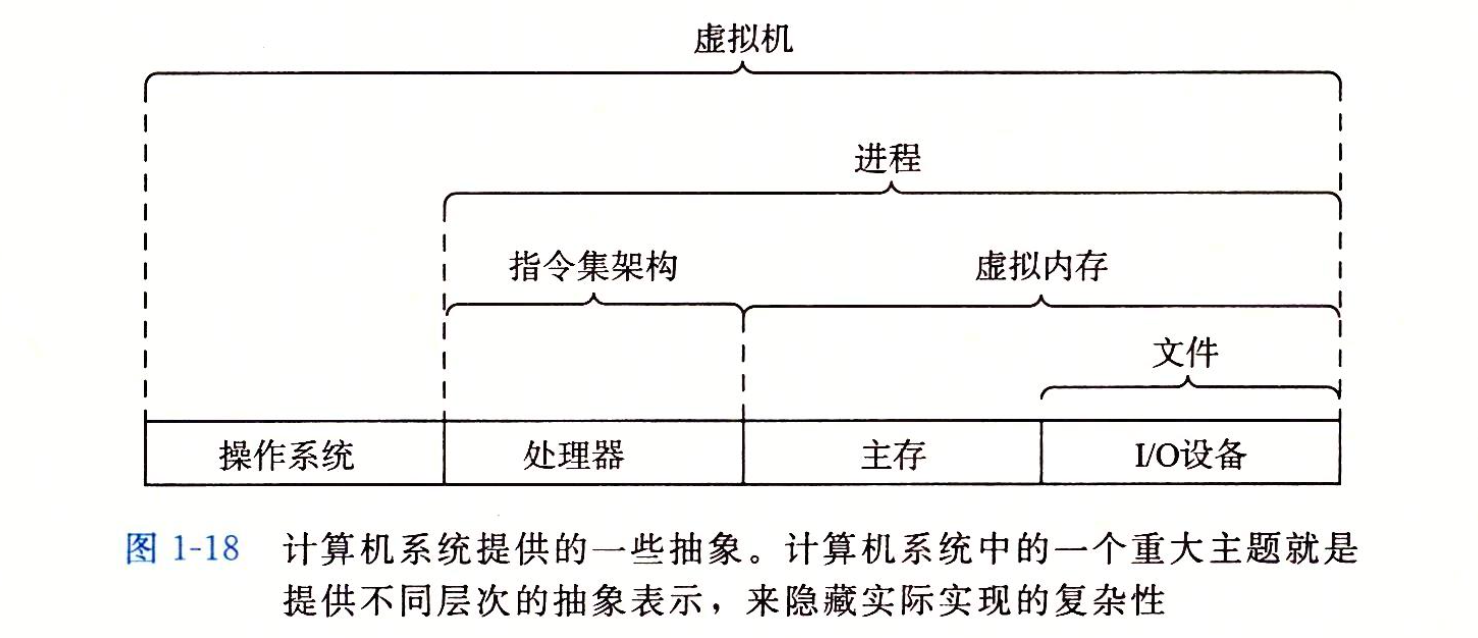 虚拟机
进程
指令集架构 虚拟内存
文件
操作系统 处理器 主存 I/O设备
图 1-18 计算机系统提供的一些抽象。计算机系统中的一个重大主题就是
提供不同层次的抽象表示，来隐藏实际实现的复杂性